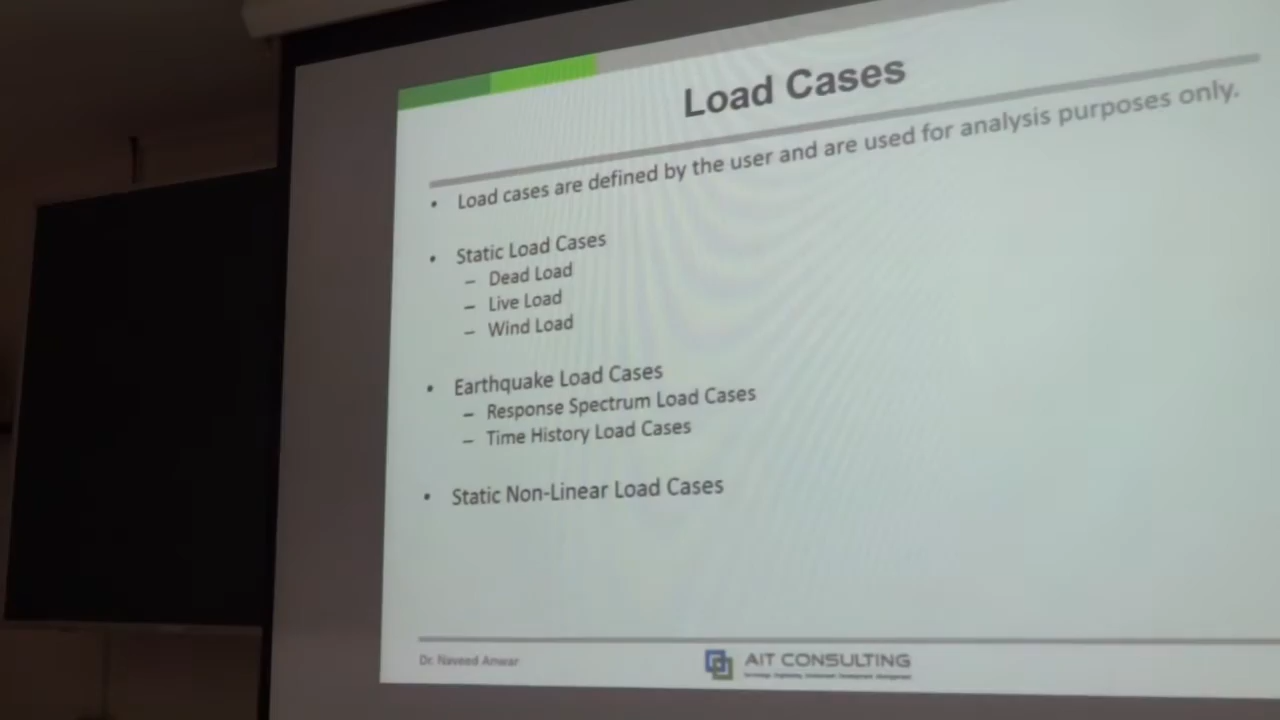 Load Cases
• Load cases are defined by the user and are used for analysis purposes only.
• Static Load Cases
– Dead Load
– Live Load
– Wind Load
• Earthquake Load Cases
– Response Spectrum Load Cases
– Time History Load Cases
• Static Non-Linear Load Cases
Dr. Naveed Anwar
AIT CONSULTING